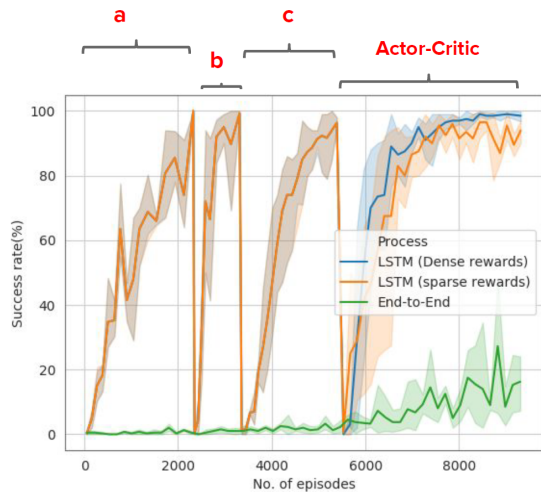 a
b
c
Actor-Critic
100
80
60
40
20
0
Success rate(%)
Process
LSTM (Dense rewards)
LSTM (sparse rewards)
End-to-End
0
2000
4000
6000
8000
No. of episodes